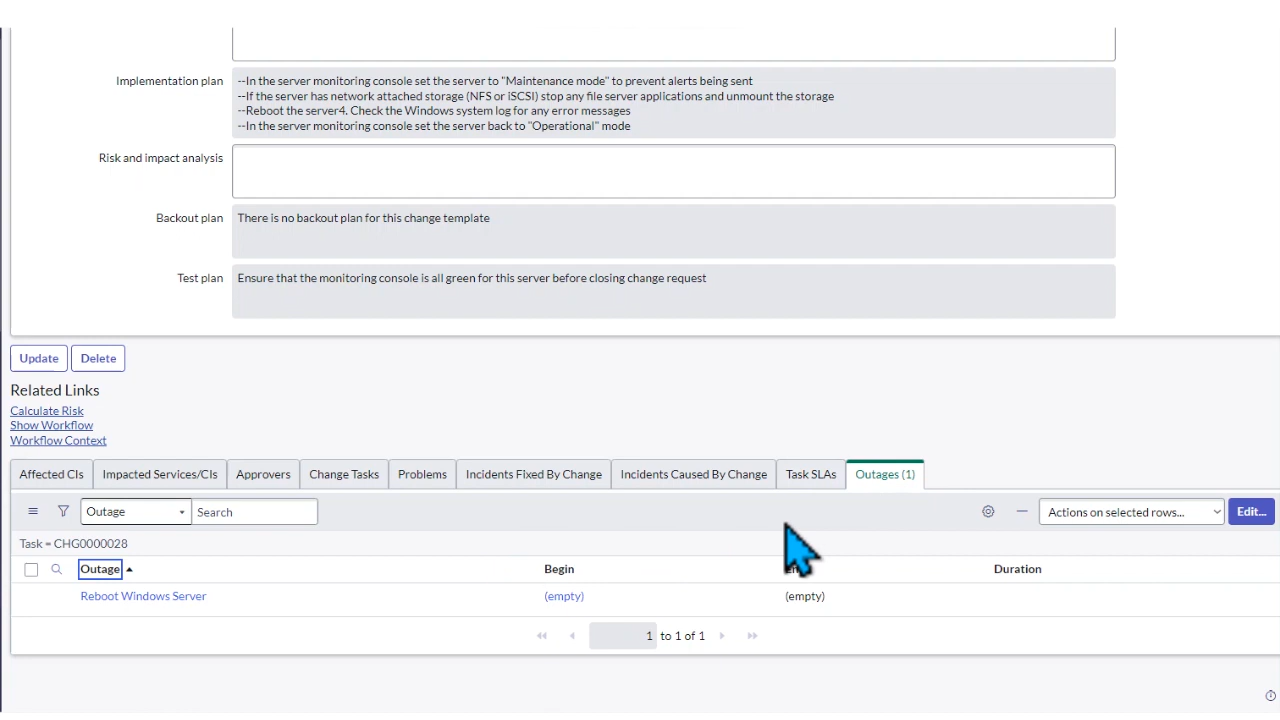 Implementation plan
--In the server monitoring console set the server to "Maintenance mode" to prevent alerts being sent
--If the server has network attached storage (NFS or iSCSI) stop any file server applications and unmount the storage
--Reboot the server4. Check the Windows system log for any error messages
--In the server monitoring console set the server back to "Operational" mode
Risk and impact analysis
Backout plan
There is no backout plan for this change template
Test plan
Ensure that the monitoring console is all green for this server before closing change request
Update Delete
Related Links
Calculate Risk
Show Workflow
Workflow Context
Affected CIs Impacted Services/CIs Approvers Change Tasks Problems Incidents Fixed By Change Incidents Caused By Change Task SLAs Outages (1)
Outage Search Actions on selected rows... Edit...
Task = CHG0000028
Outage Begin Duration
Reboot Windows Server (empty) (empty)
1 to 1 of 1